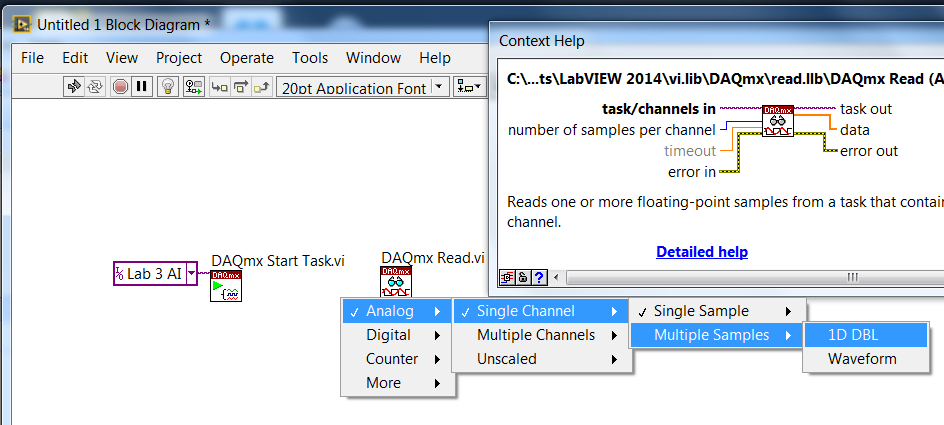 Untitled 1 Block Diagram *
File Edit View Project Operate Tools Window Help
20pt Application Font
Context Help
C:\...ts\LabVIEW 2014\vi.lib\DAQmx\read.llb\DAQmx Read (A
task/channels in
number of samples per channel
timeout
error in
DAQmx
task out
data
error out
Reads one or more floating-point samples from a task that contai
channel.
Detailed help
?
DAQmx Start Task.vi
DAQmx Read.vi
Lab 3 AI
DAQmx
DAQmx
✓ Analog
Digital
Counter
More
✓ Single Channel
Multiple Channels
Unscaled
✓ Single Sample
Multiple Samples
1D DBL
Waveform